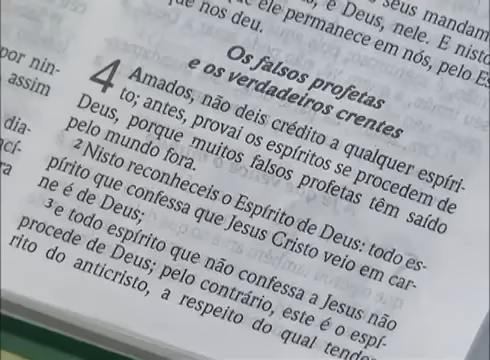 seus mandam
ele permanece em nós, e Deus, nele. E nisto
nos deu. pelo
Os falsos profetas
e os verdadeiros crentes
4 Amados, não deis crédito a qualquer espíri-
to; antes, provai os espíritos se procedem de
Deus, porque muitos falsos profetas têm saído
pelo mundo fora.
2 Nisto reconheceis o Espírito de Deus: todo es-
pírito que confessa que Jesus Cristo veio em car-
ne é de Deus;
3 e todo espírito que não confessa a Jesus não
procede de Deus; pelo contrário, este é o espí-
rito do anticristo, a respeito do qual tendes
por nin-
assim
dia-
ra